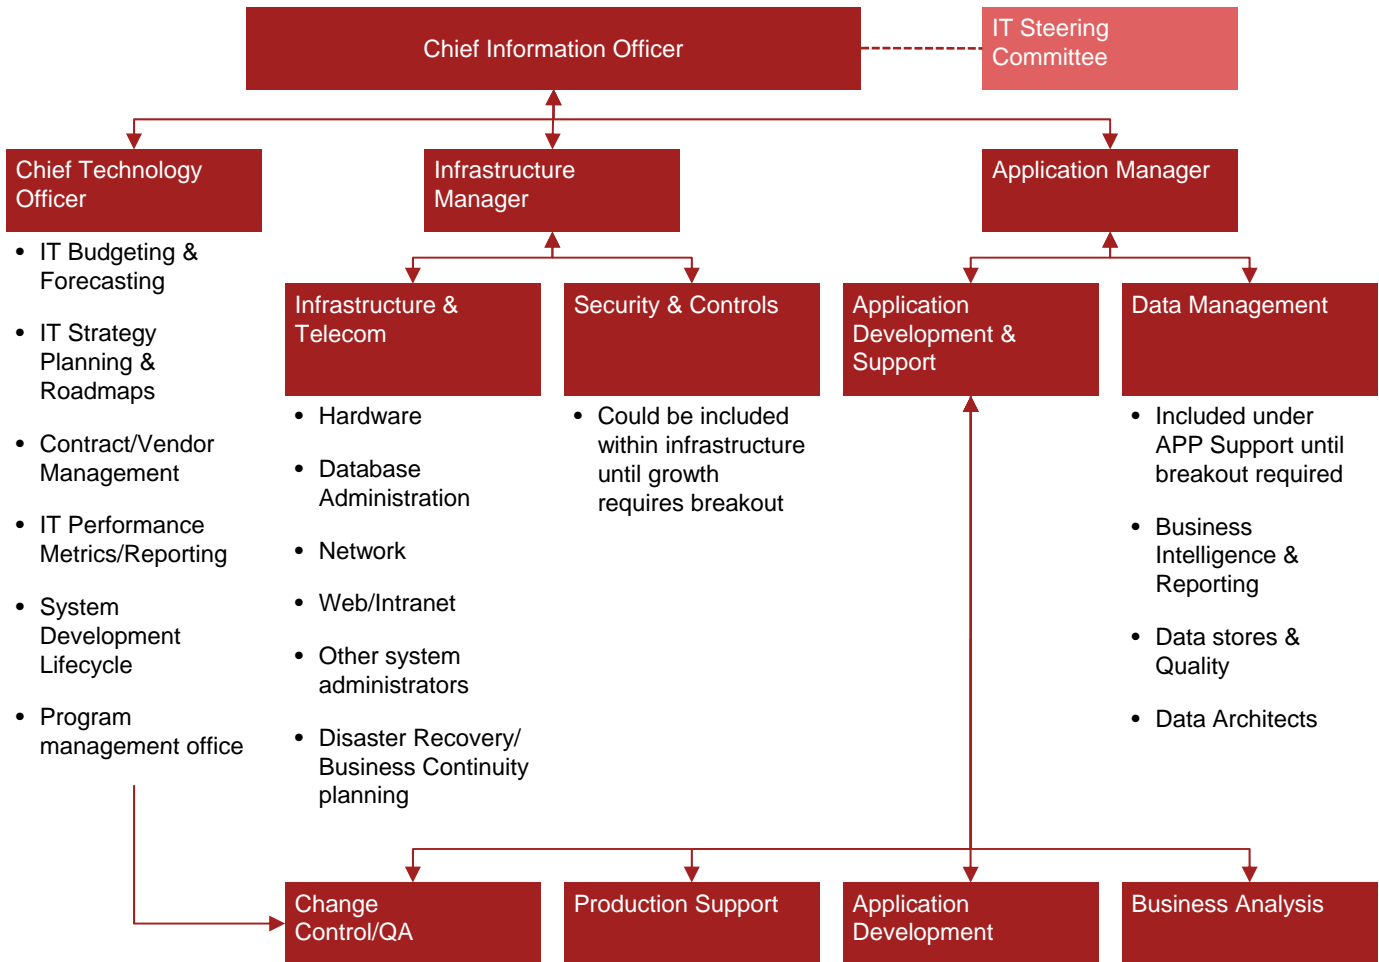 Chief Information Officer
IT Steering
Committee
Chief Technology
Officer
Infrastructure
Manager
Application Manager
• IT Budgeting &
Forecasting
• IT Strategy
Planning &
Roadmaps
• Contract/Vendor
Management
• IT Performance
Metrics/Reporting
• System
Development
Lifecycle
• Program
management office
Infrastructure &
Telecom
• Hardware
• Database
Administration
• Network
• Web/Intranet
• Other system
administrators
• Disaster Recovery/
Business Continuity
planning
Security & Controls
• Could be included
within infrastructure
until growth
requires breakout
Application
Development &
Support
Data Management
• Included under
APP Support until
breakout required
• Business
Intelligence &
Reporting
• Data stores &
Quality
• Data Architects
Change
Control/QA
Production Support
Application
Development
Business Analysis